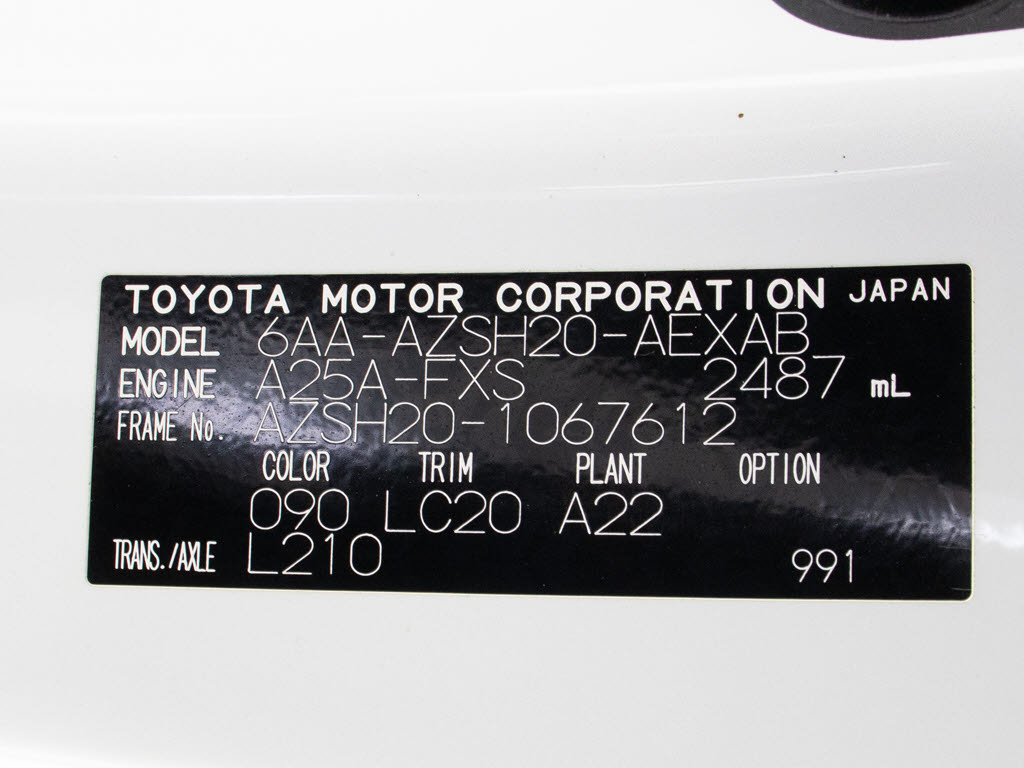 TOYOTA MOTOR CORPORATION JAPAN
MODEL 6AA-AZSH20-AEXAB
ENGINE A25A-FXS 2487 mL
FRAME No. AZSH20-1067612
COLOR TRIM PLANT OPTION
090 LC20 A22
TRANS./AXLE L210 991